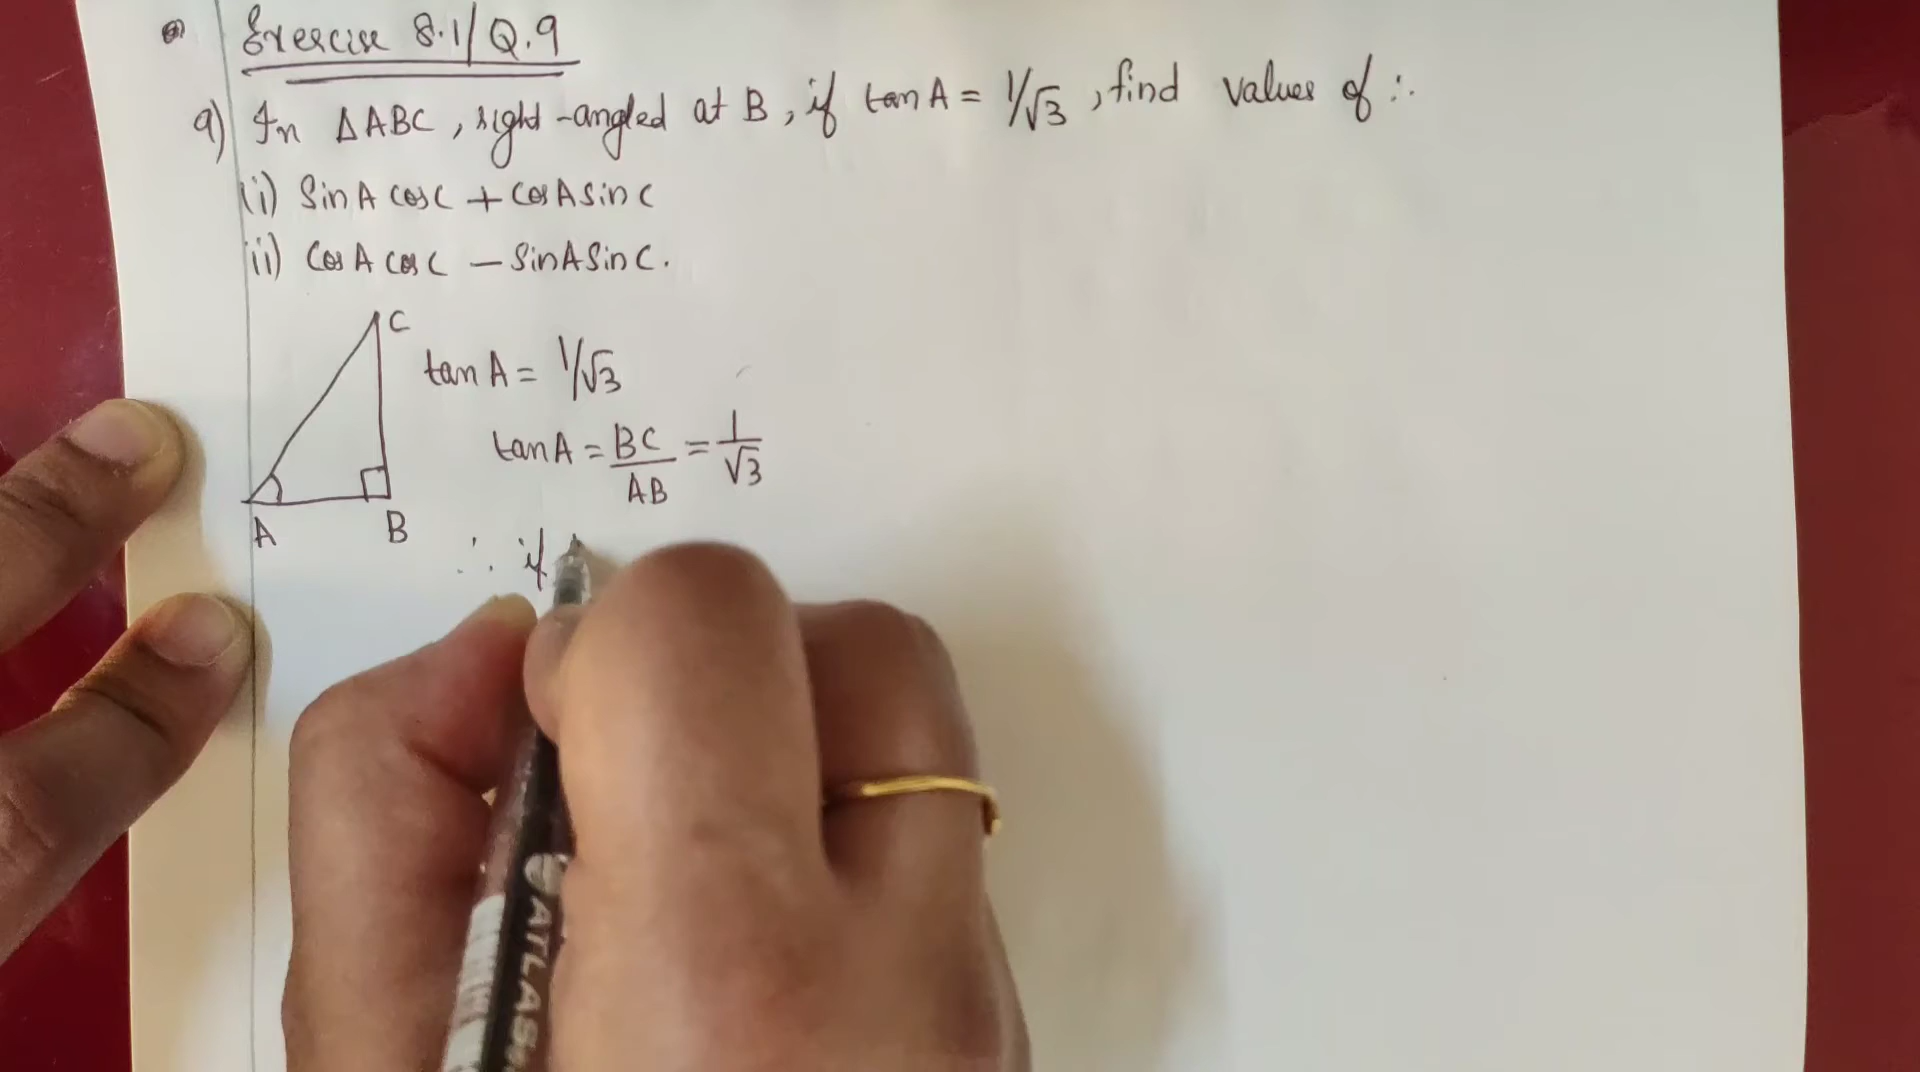 Exercise 8.1/Q.9
9) In ΔABC, right-angled at B, if tan A = 1/√3, find values of :.
(i) Sin A cos C + Cos A Sin C
ii) Cos A cos C – Sin A Sin C.
C
tan A = 1/√3
tan A = BC/AB = 1/√3
A B
∴ if
ATLAS